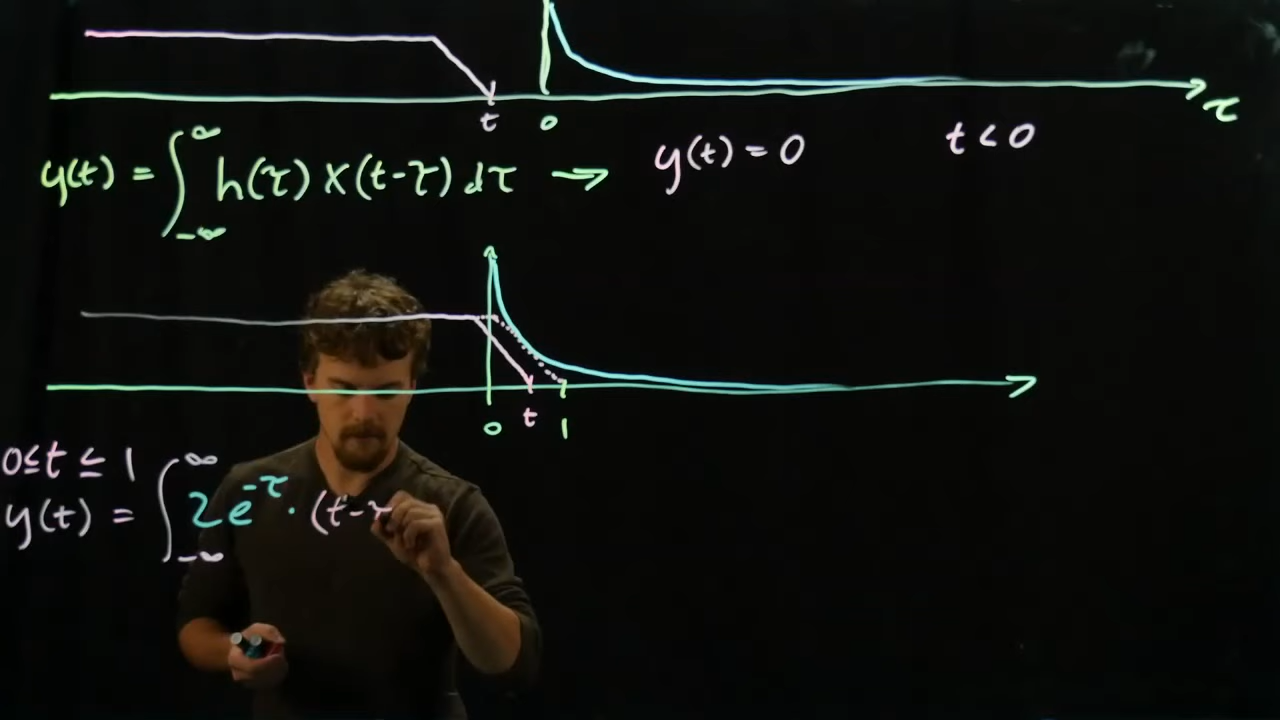 t 0 τ
y(t) = ∫_{-∞}^{∞} h(τ) x(t-τ) dτ → y(t) = 0 t < 0
0 t 1
0 ≤ t ≤ 1
y(t) = ∫_{-∞}^{∞} 2e^{-τ} · (t-τ